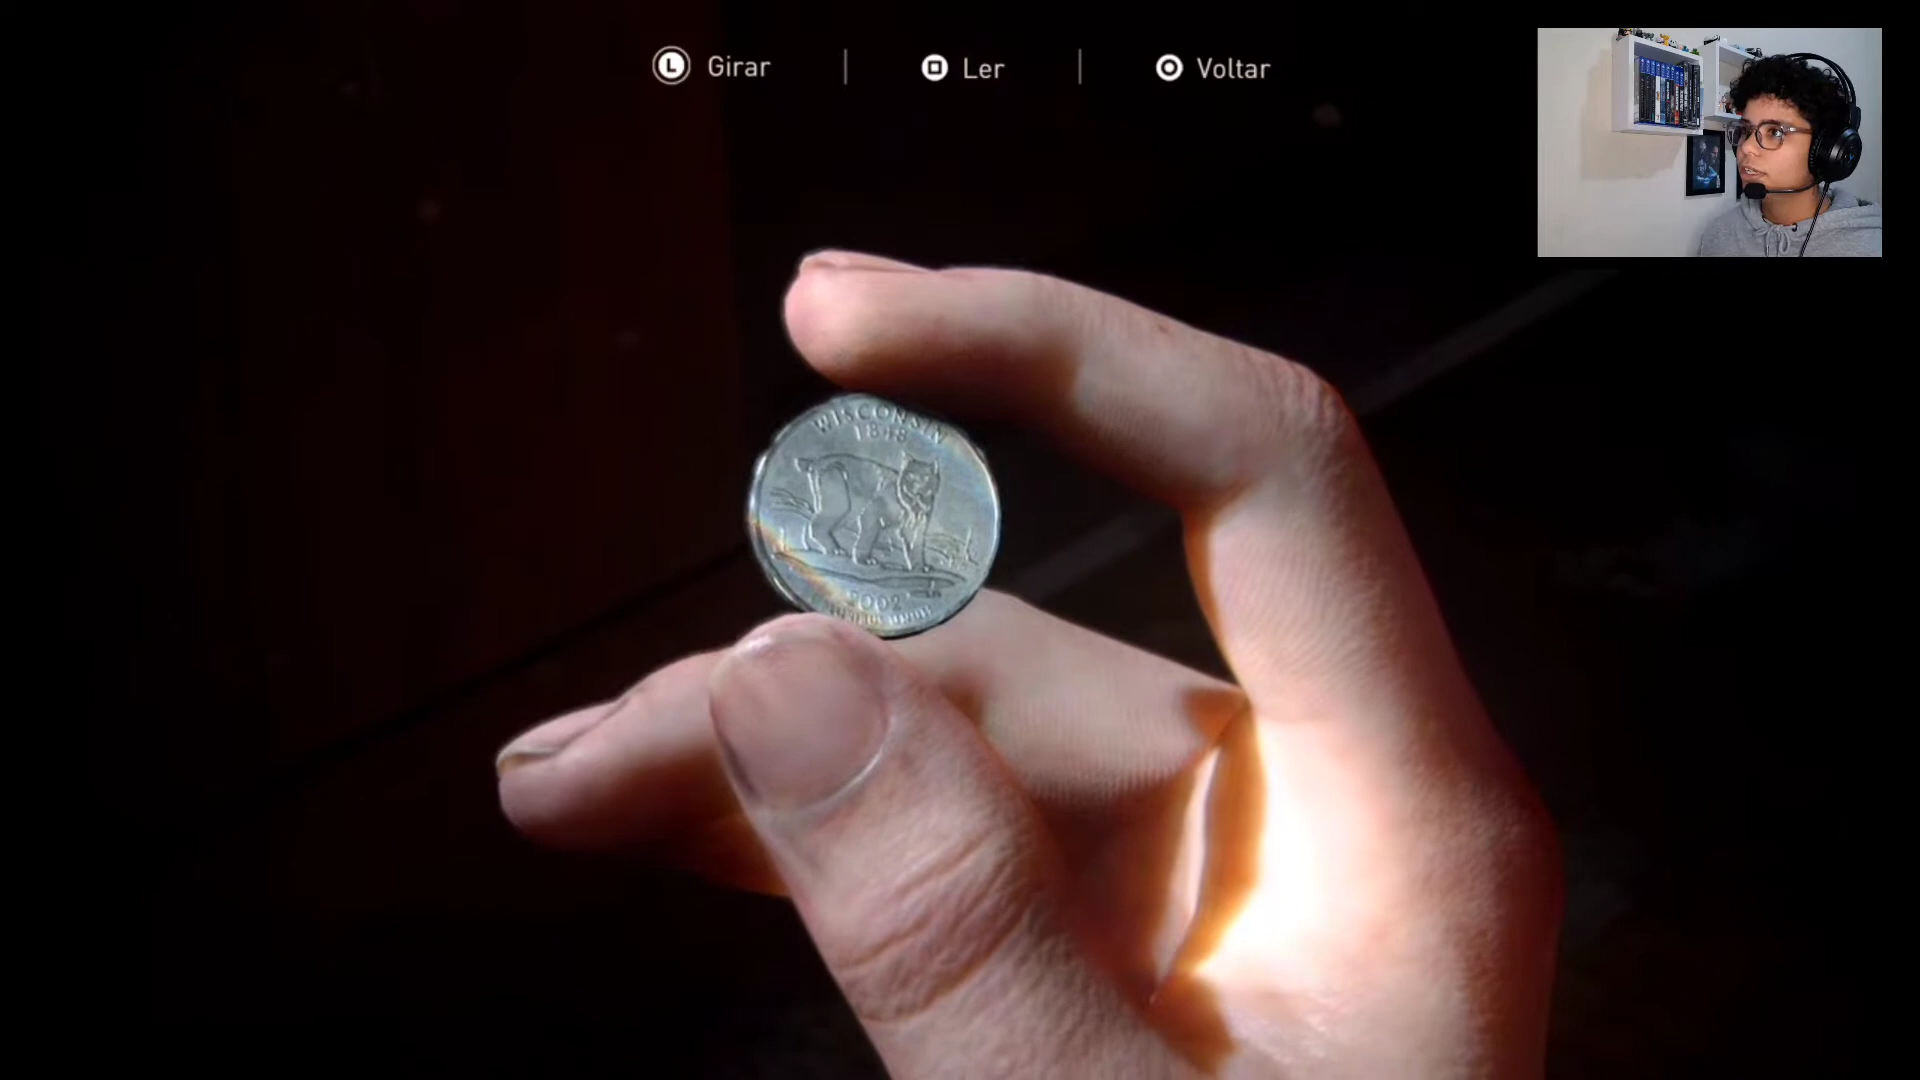 L Girar | Ler | Voltar
WISCONSIN
1848
2002